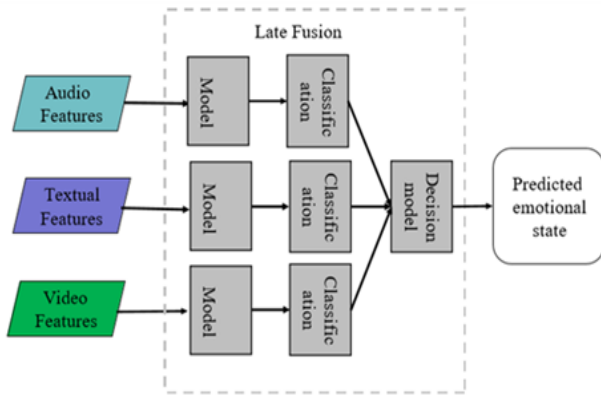 Late Fusion
Audio
Features
Model
Classific
ation
Textual
Features
Model
Classific
ation
Decision
model
Predicted
emotional
state
Video
Features
Model
Classific
ation